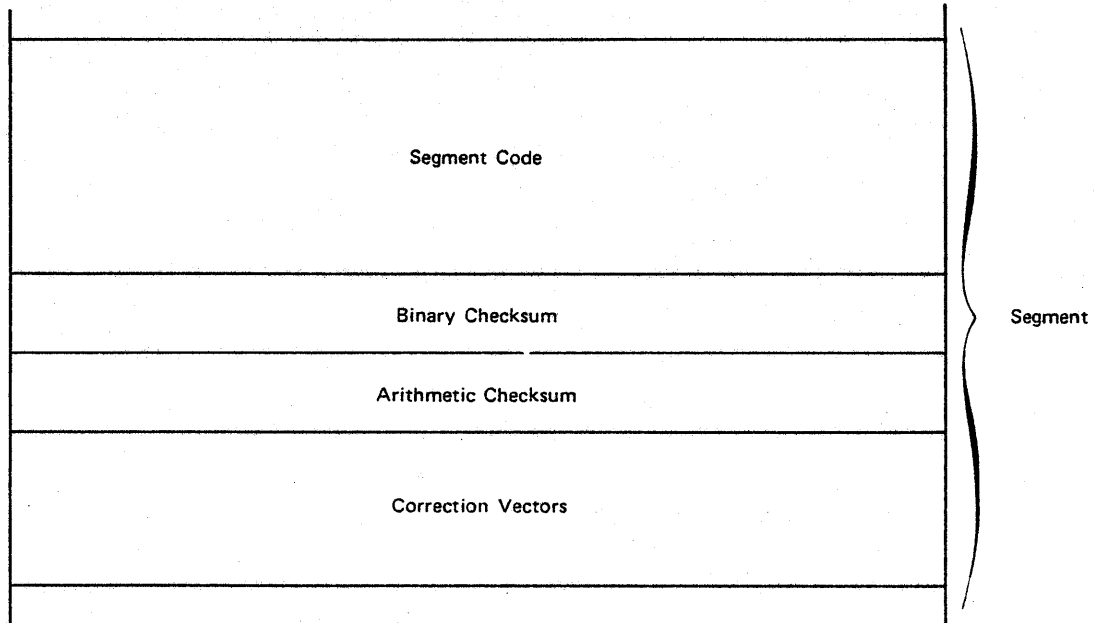 Segment Code
Binary Checksum
Segment
Arithmetic Checksum
Correction Vectors